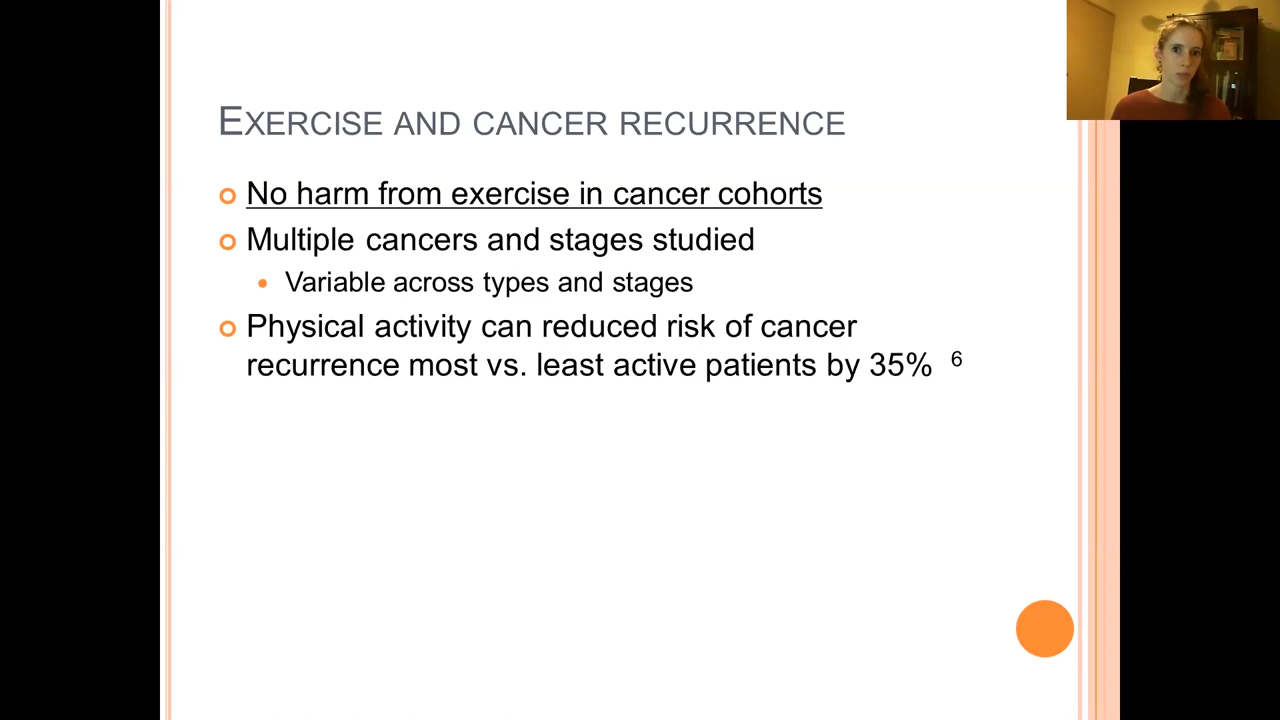 EXERCISE AND CANCER RECURRENCE
No harm from exercise in cancer cohorts
Multiple cancers and stages studied
Variable across types and stages
Physical activity can reduced risk of cancer
recurrence most vs. least active patients by 35% 6